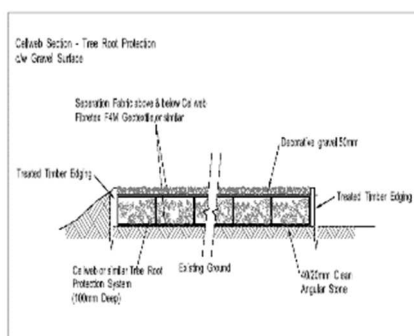 Cellweb Section - Tree Root Protection
c/w Gravel Surface
Seperation Fabric above & below Cellweb
Fibretex F4M Geotextile or similar
Decorative gravel 50mm
Treated Timber Edging
Treated Timber Edging
Cellweb or similar Tree Root
Protection System
(100mm Deep)
Existing Ground
40/20mm Clean
Angular Stone